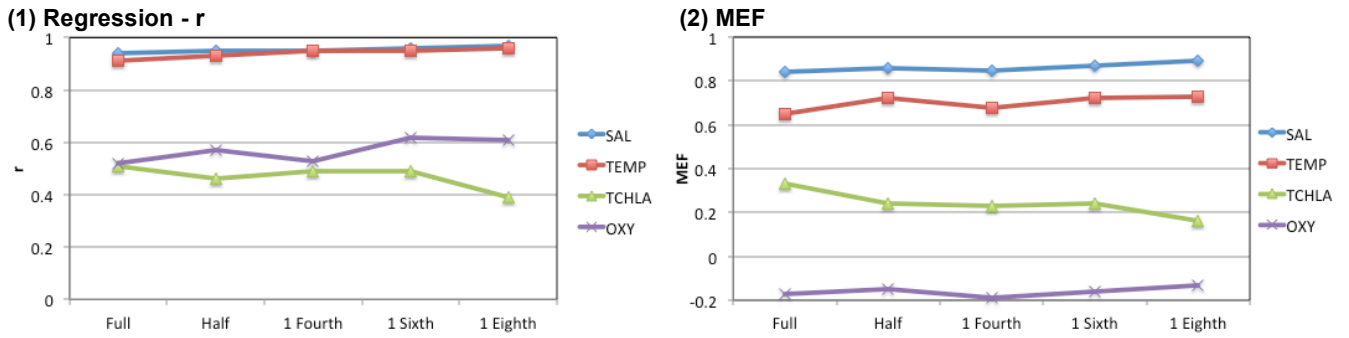 (1) Regression - r
1
0.8
0.6
0.4
0.2
0
r
Full Half 1 Fourth 1 Sixth 1 Eighth
SAL
TEMP
TCHLA
OXY
(2) MEF
1
0.8
0.6
0.4
0.2
0
-0.2
MEF
Full Half 1 Fourth 1 Sixth 1 Eighth
SAL
TEMP
TCHLA
OXY